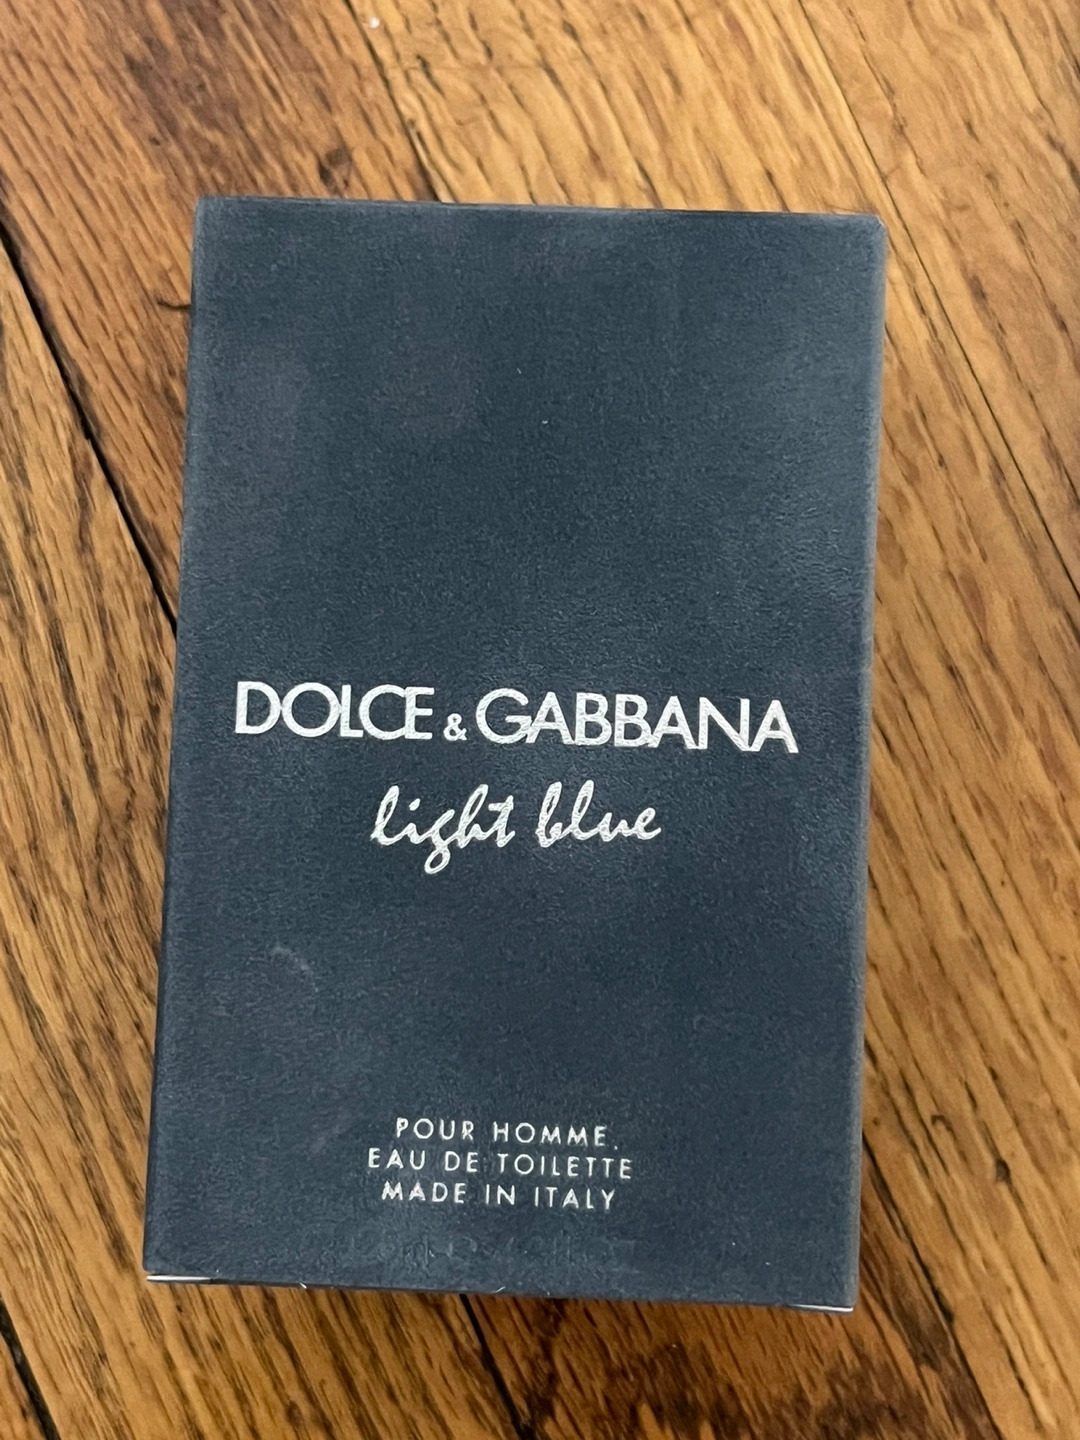 DOLCE & GABBANA
light blue
POUR HOMME
EAU DE TOILETTE
MADE IN ITALY